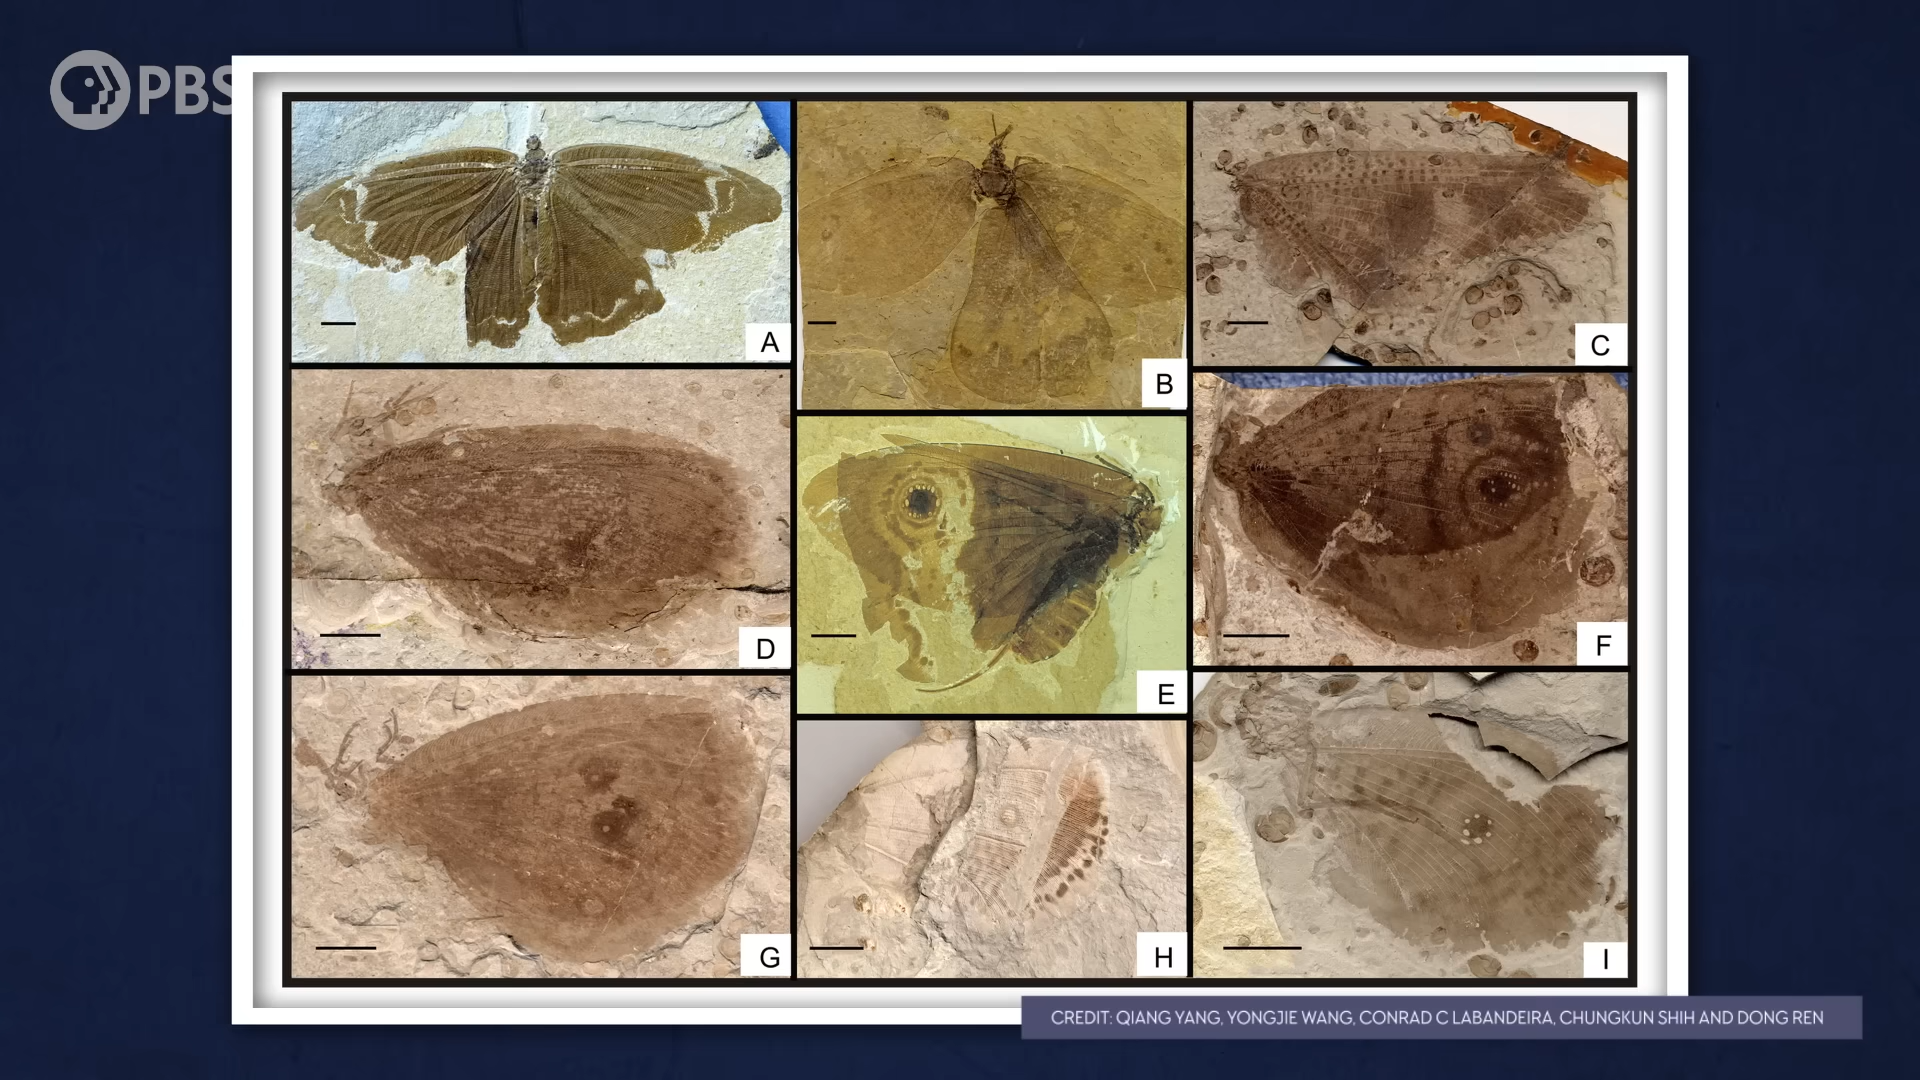 PBS
A
B
C
D
E
F
G
H
I
CREDIT: QIANG YANG, YONGJIE WANG, CONRAD C LABANDEIRA, CHUNGKUN SHIH AND DONG REN